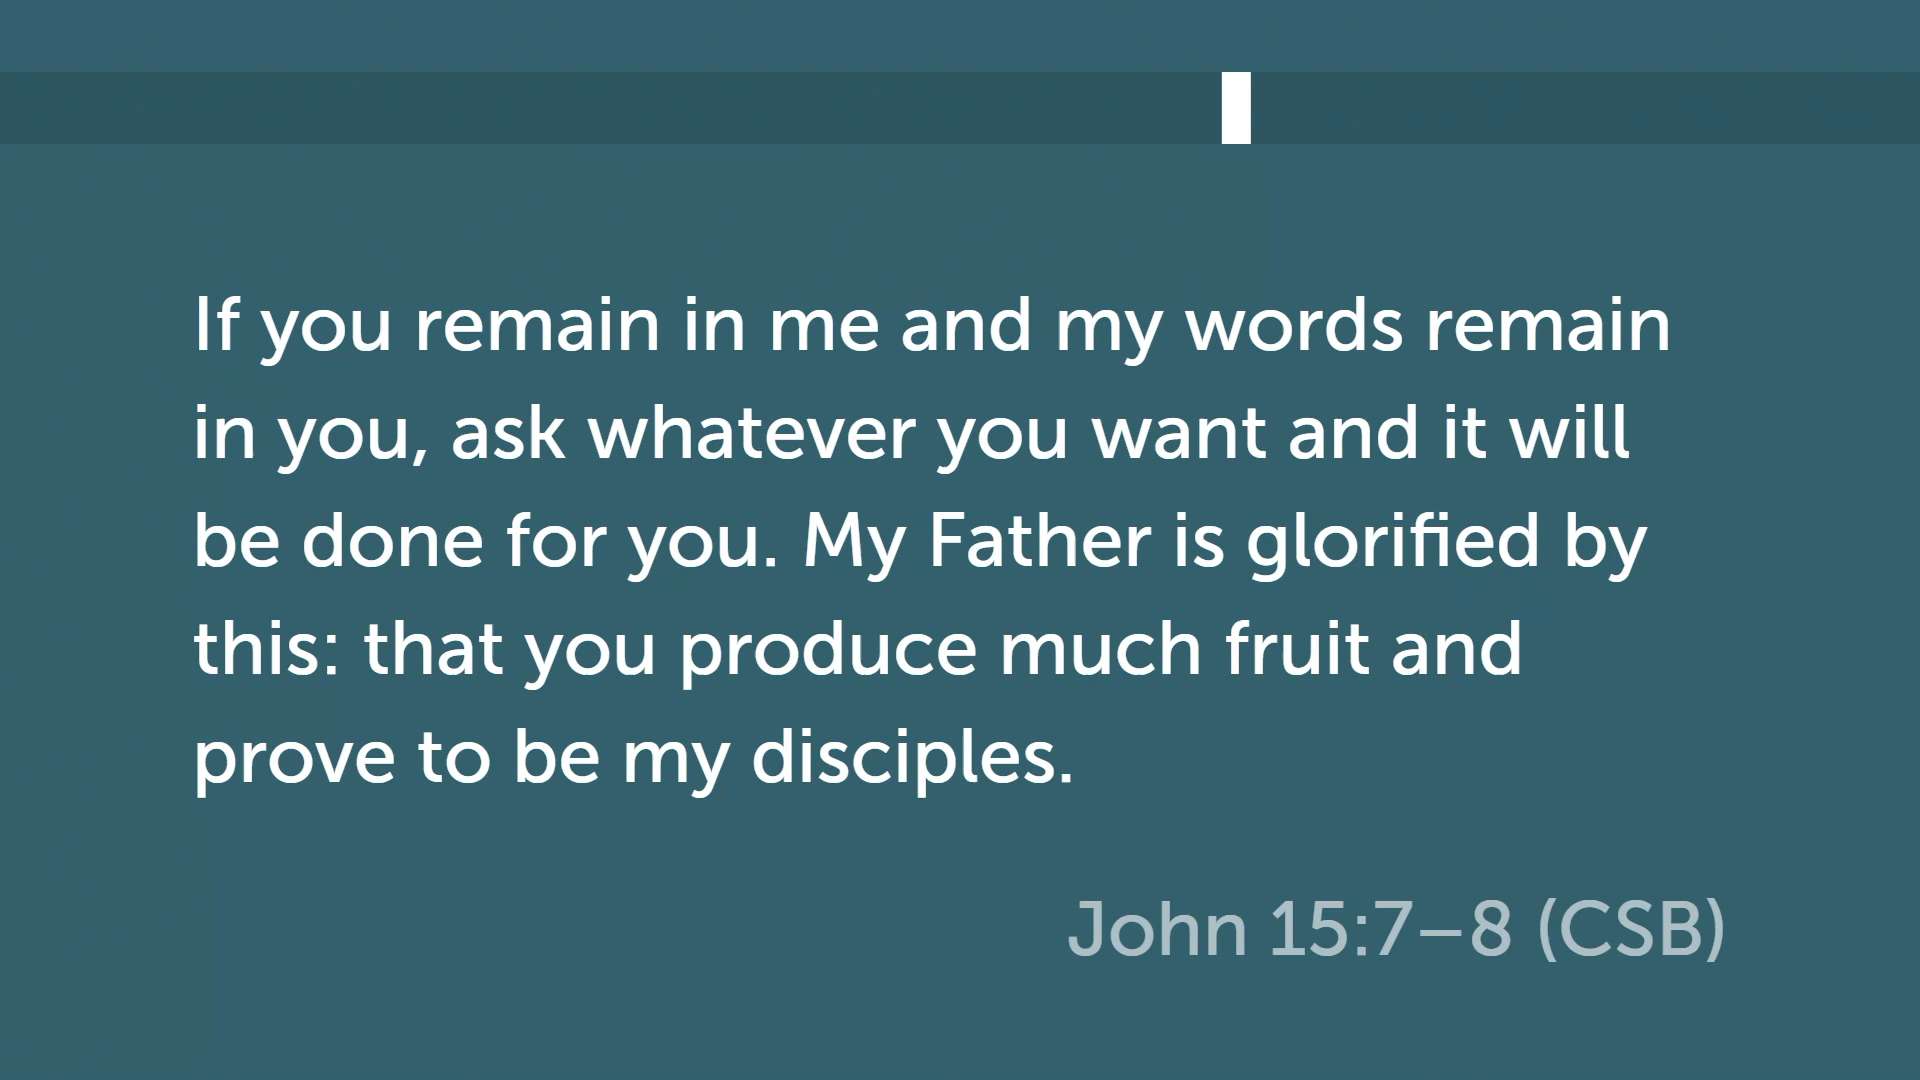 If you remain in me and my words remain
in you, ask whatever you want and it will
be done for you. My Father is glorified by
this: that you produce much fruit and
prove to be my disciples.
John 15:7–8 (CSB)